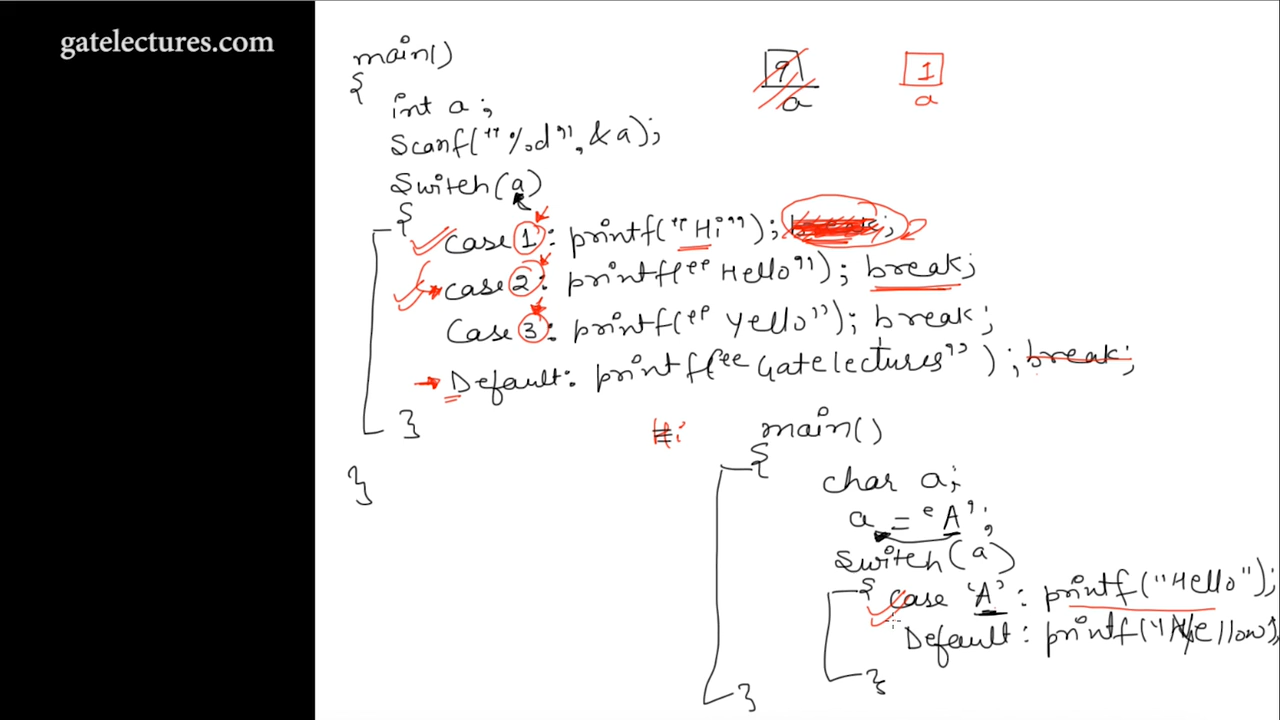 gatelectures.com
main()
{
int a;
Scanf("%d", &a);
Switch(a)
{
Case 1: printf("Hi"); break;
case 2: printf("Hello"); break;
Case 3: printf("Yello"); break;
Default: printf("Gatelectures"); break;
}
}
9
a
1
a
Hi
main()
{
char a;
a = 'A';
Switch(a)
{
case 'A': printf("Hello");
Default: printf("
}
}